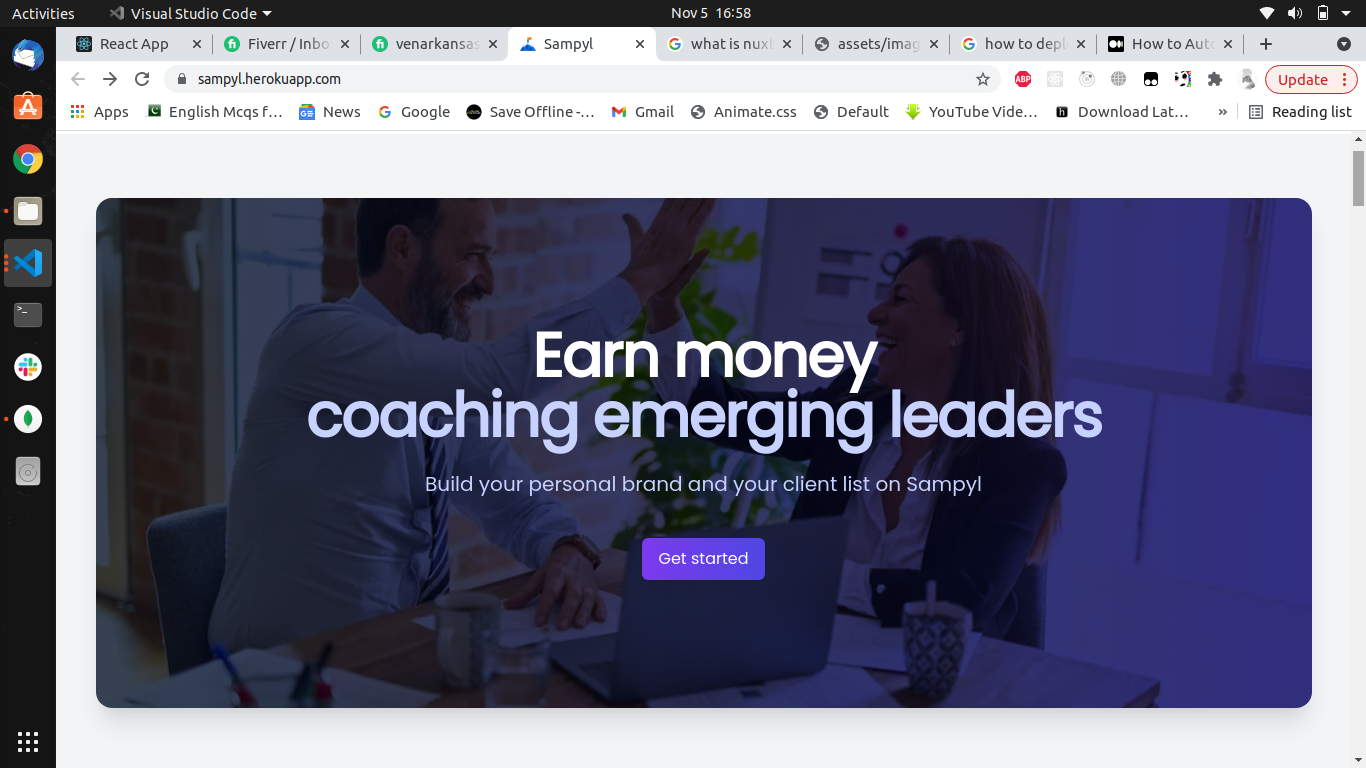 Activities
Visual Studio Code
Nov 5 16:58
React App
Fiverr / Inbo
venarkansas
Sampyl
what is nuxt
assets/imag
how to depl
How to Auto
sampyl.herokuapp.com
ABP
Update
Apps
English Mcqs f…
News
Google
Save Offline -…
Gmail
Animate.css
Default
YouTube Vide…
Download Lat…
»
Reading list
Earn money
coaching emerging leaders
Build your personal brand and your client list on Sampyl
Get started